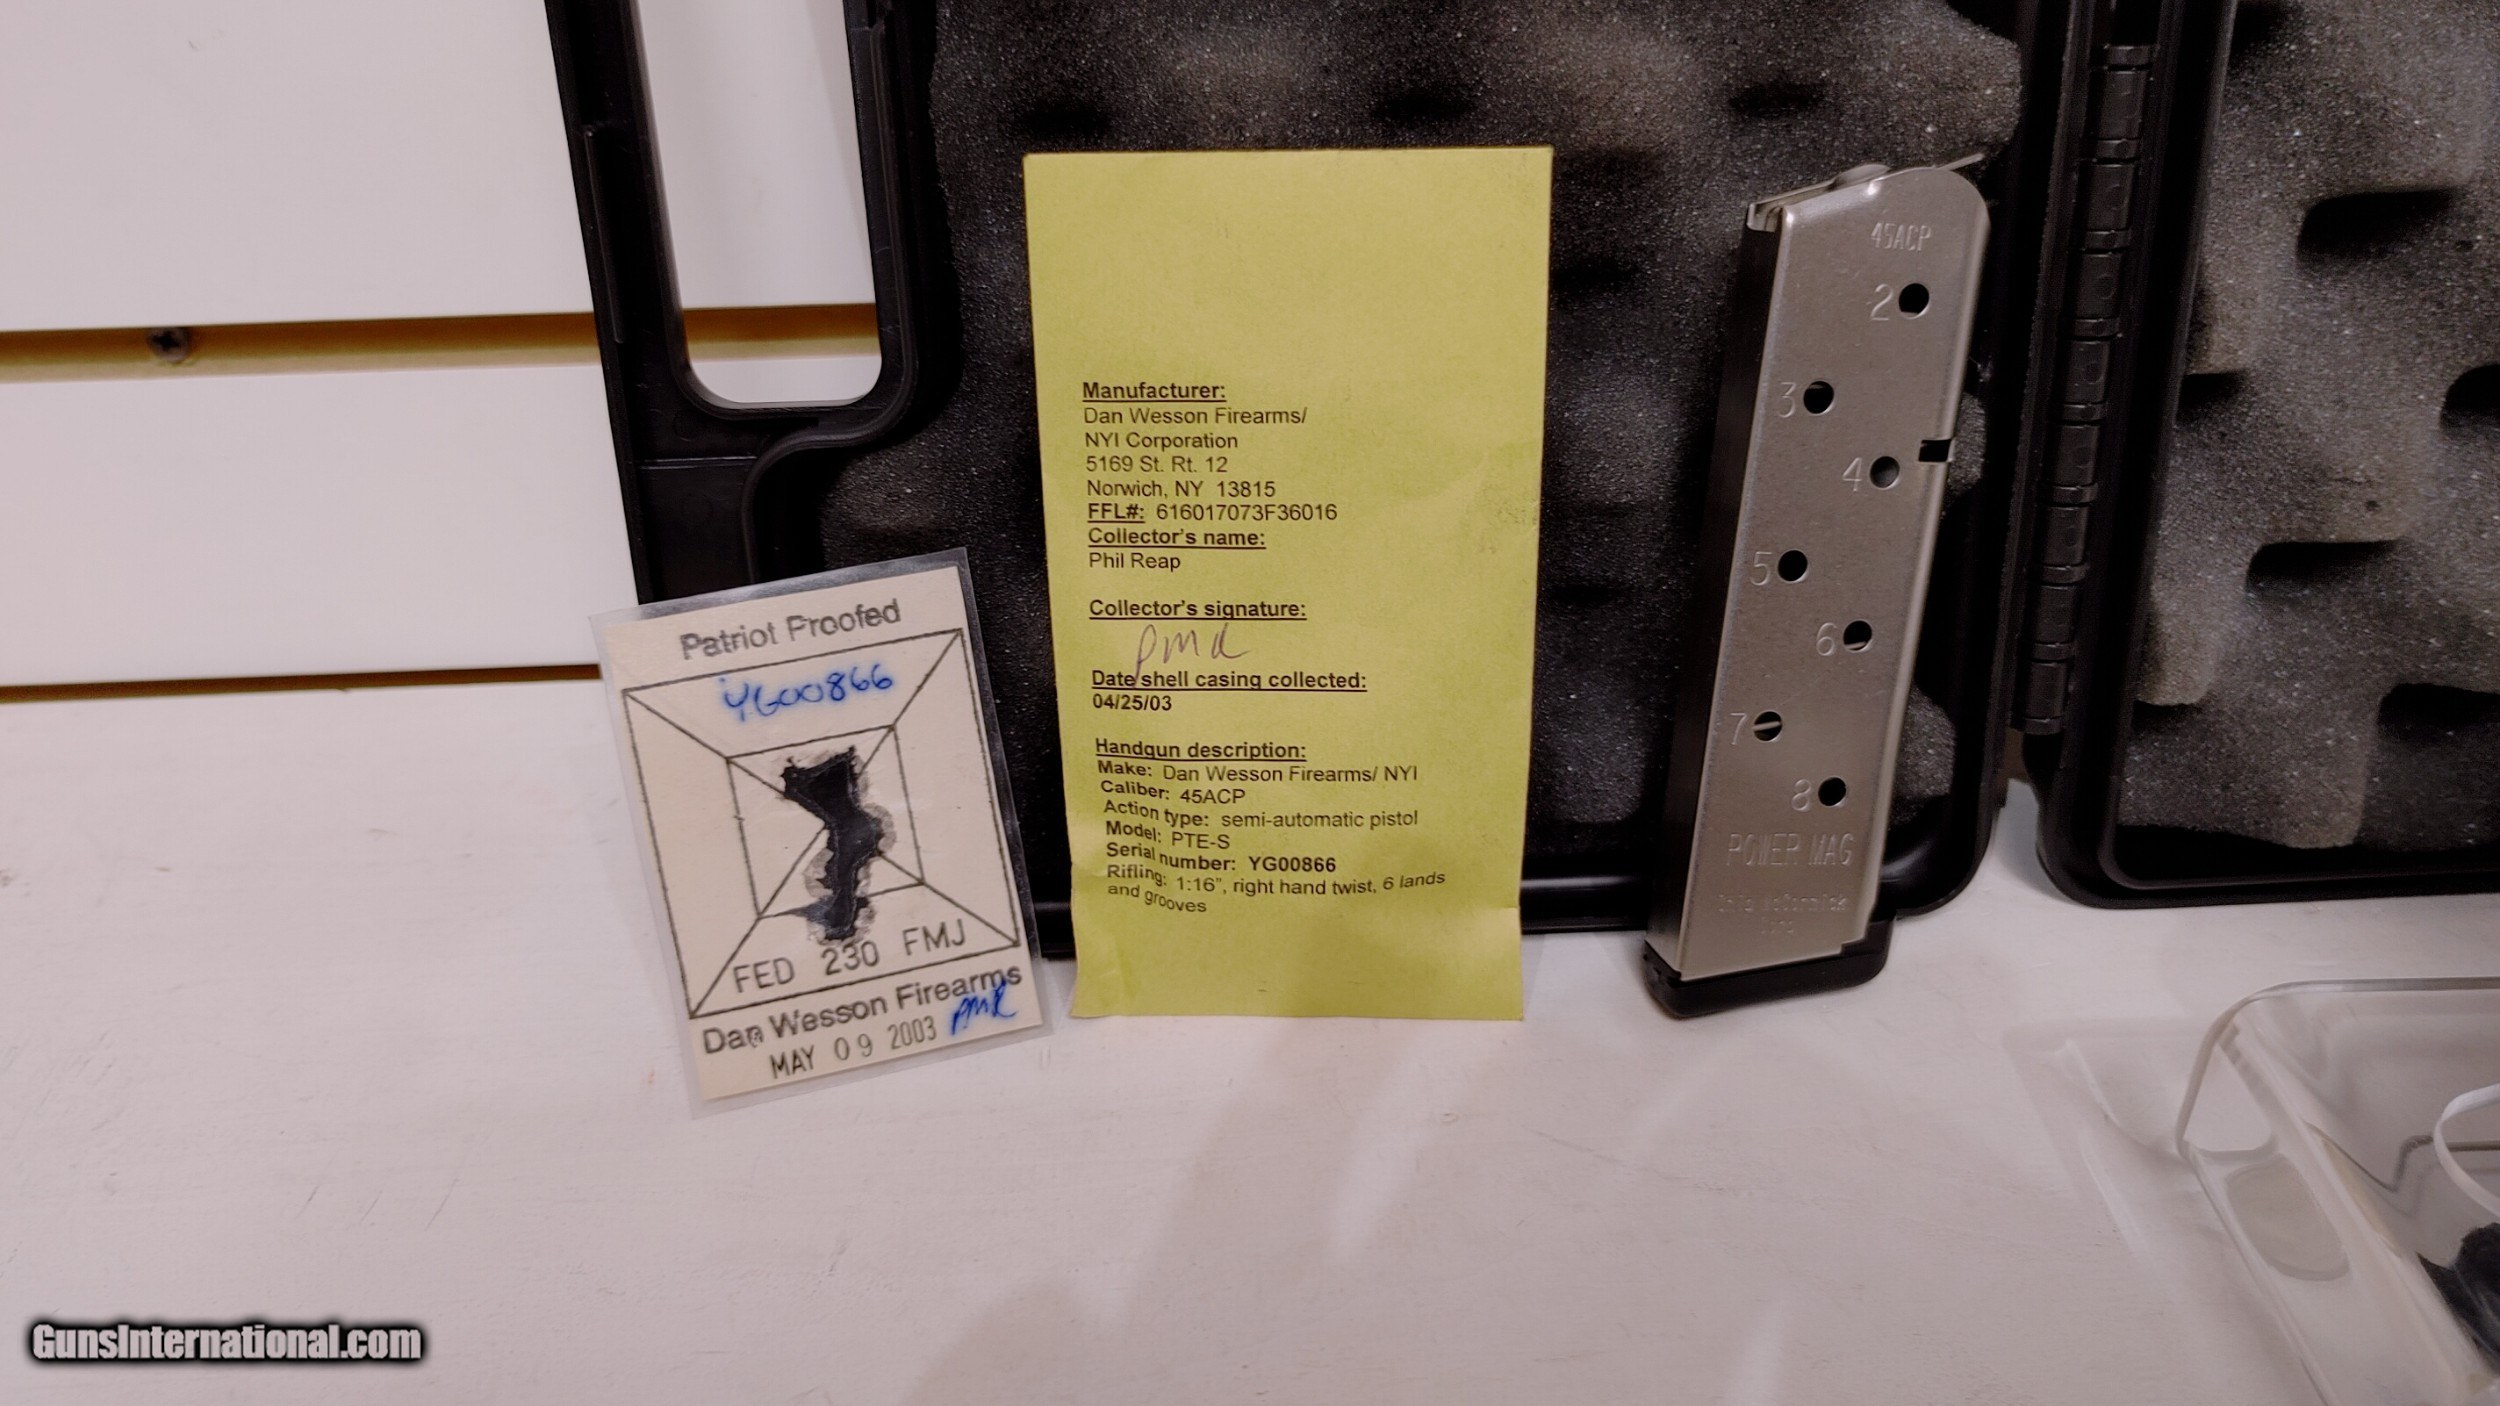 Patriot Proofed
YG00866
FED 230 FMJ
Dan Wesson Firearms
MAY 09 2003 PMR
Manufacturer:
Dan Wesson Firearms/
NYI Corporation
5169 St. Rt. 12
Norwich, NY 13815
FFL#: 616017073F36016
Collector's name:
Phil Reap
Collector's signature:
PMR
Date shell casing collected:
04/25/03
Handgun description:
Make: Dan Wesson Firearms/ NYI
Caliber: 45ACP
Action type: semi-automatic pistol
Model: PTE-S
Serial number: YG00866
Rifling: 1:16", right hand twist, 6 lands
and grooves
45ACP
2
3
4
5
6
7
8
POWER MAG
GunsInternational.com